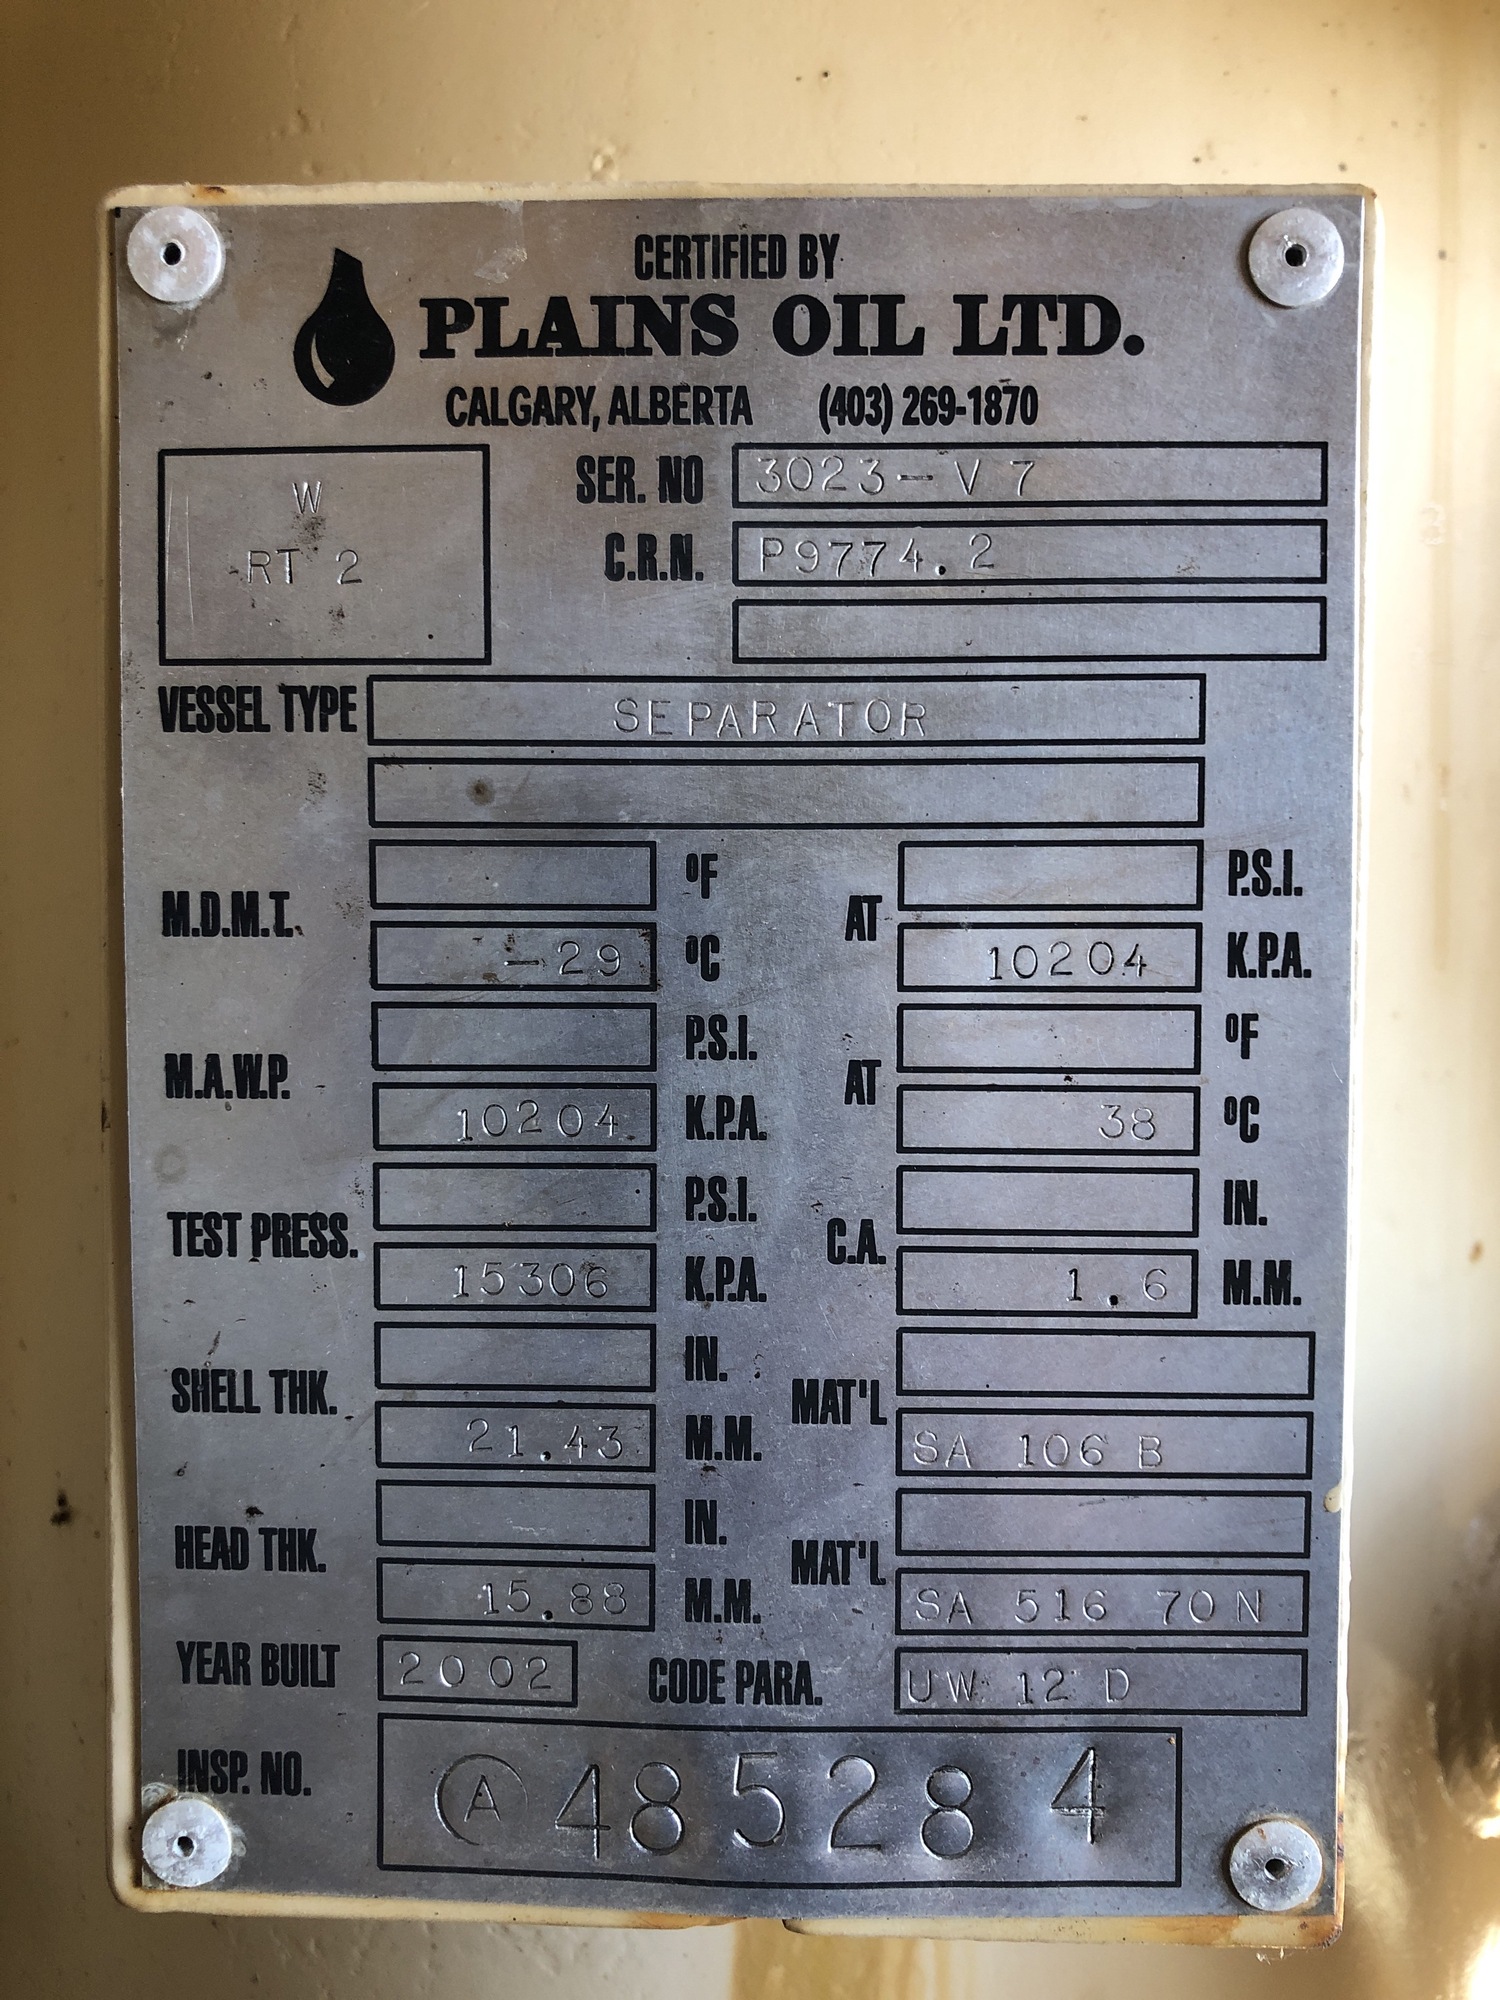 CERTIFIED BY
PLAINS OIL LTD.
CALGARY, ALBERTA (403) 269-1870
W
RT 2
SER. NO 3023-V7
C.R.N. P9774.2
VESSEL TYPE SEPARATOR
M.D.M.T. °F AT P.S.I.
-29 °C 10204 K.P.A.
M.A.W.P. P.S.I. AT °F
10204 K.P.A. 38 °C
TEST PRESS. P.S.I. C.A. IN.
15306 K.P.A. 1.6 M.M.
SHELL THK. IN. MAT'L
21.43 M.M. SA 106 B
HEAD THK. IN. MAT'L
15.88 M.M. SA 516 70N
YEAR BUILT 2002 CODE PARA. UW 12 D
INSP. NO. A 485284